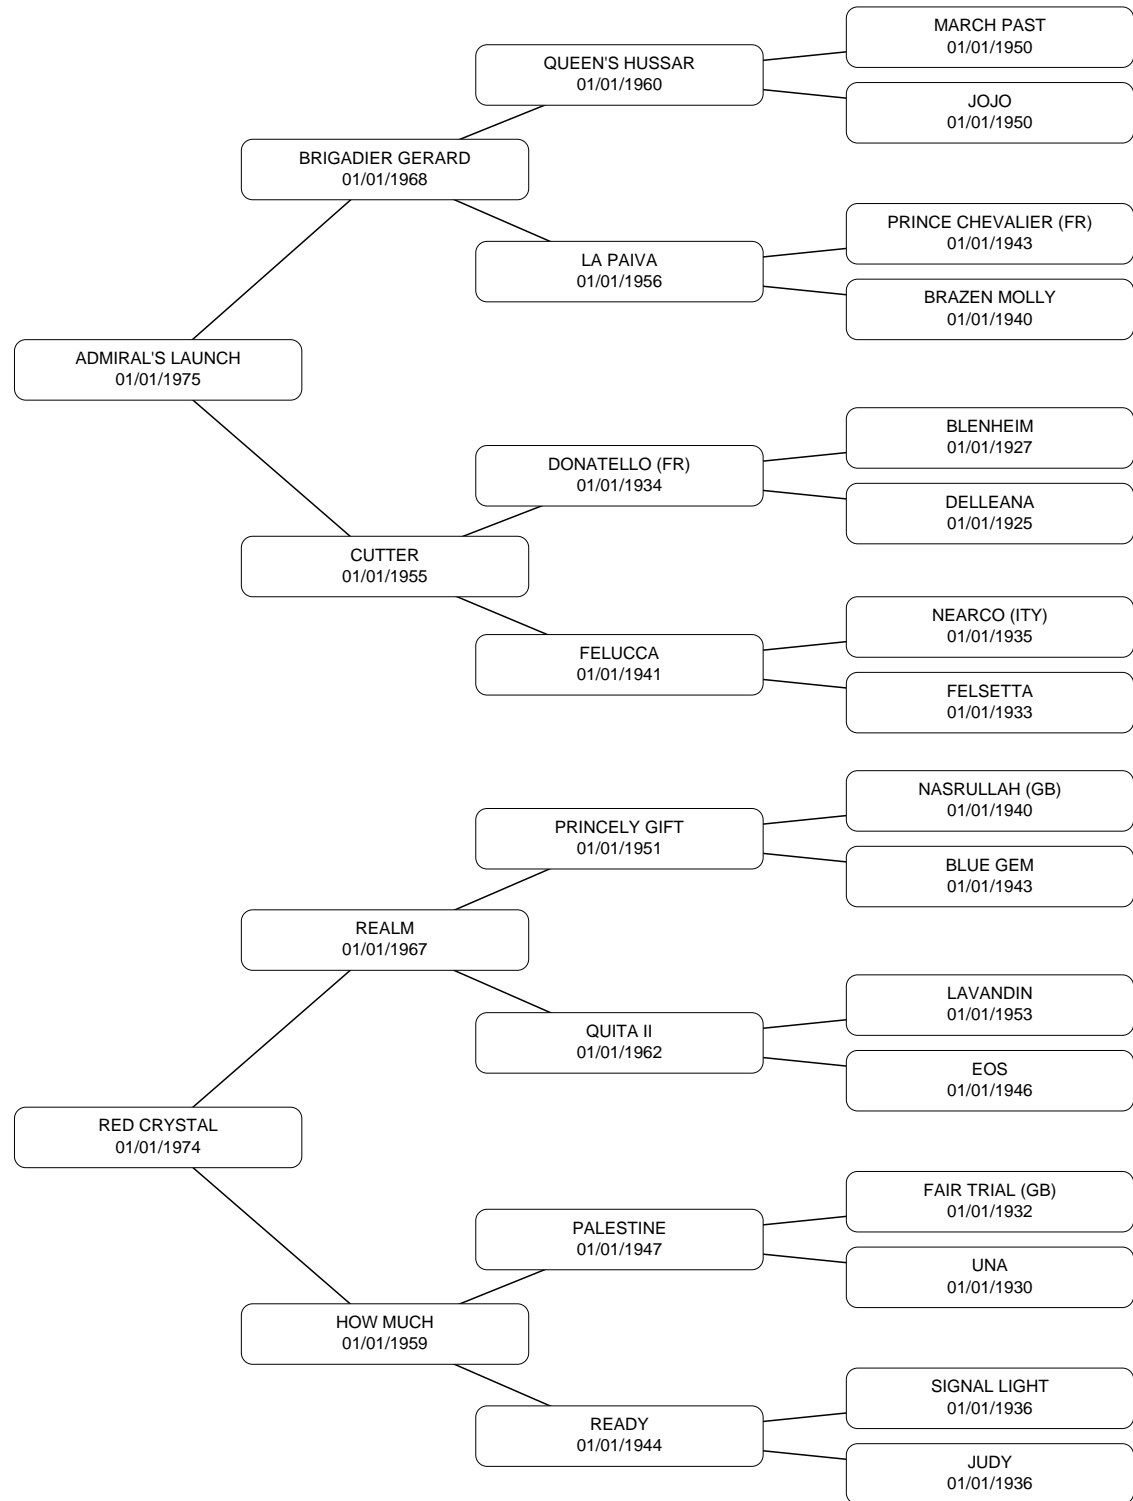 MARCH PAST
01/01/1950
QUEEN'S HUSSAR
01/01/1960
JOJO
01/01/1950
BRIGADIER GERARD
01/01/1968
PRINCE CHEVALIER (FR)
01/01/1943
LA PAIVA
01/01/1956
BRAZEN MOLLY
01/01/1940
ADMIRAL'S LAUNCH
01/01/1975
BLENHEIM
01/01/1927
DONATELLO (FR)
01/01/1934
DELLEANA
01/01/1925
CUTTER
01/01/1955
NEARCO (ITY)
01/01/1935
FELUCCA
01/01/1941
FELSETTA
01/01/1933
NASRULLAH (GB)
01/01/1940
PRINCELY GIFT
01/01/1951
BLUE GEM
01/01/1943
REALM
01/01/1967
LAVANDIN
01/01/1953
QUITA II
01/01/1962
EOS
01/01/1946
RED CRYSTAL
01/01/1974
FAIR TRIAL (GB)
01/01/1932
PALESTINE
01/01/1947
UNA
01/01/1930
HOW MUCH
01/01/1959
SIGNAL LIGHT
01/01/1936
READY
01/01/1944
JUDY
01/01/1936